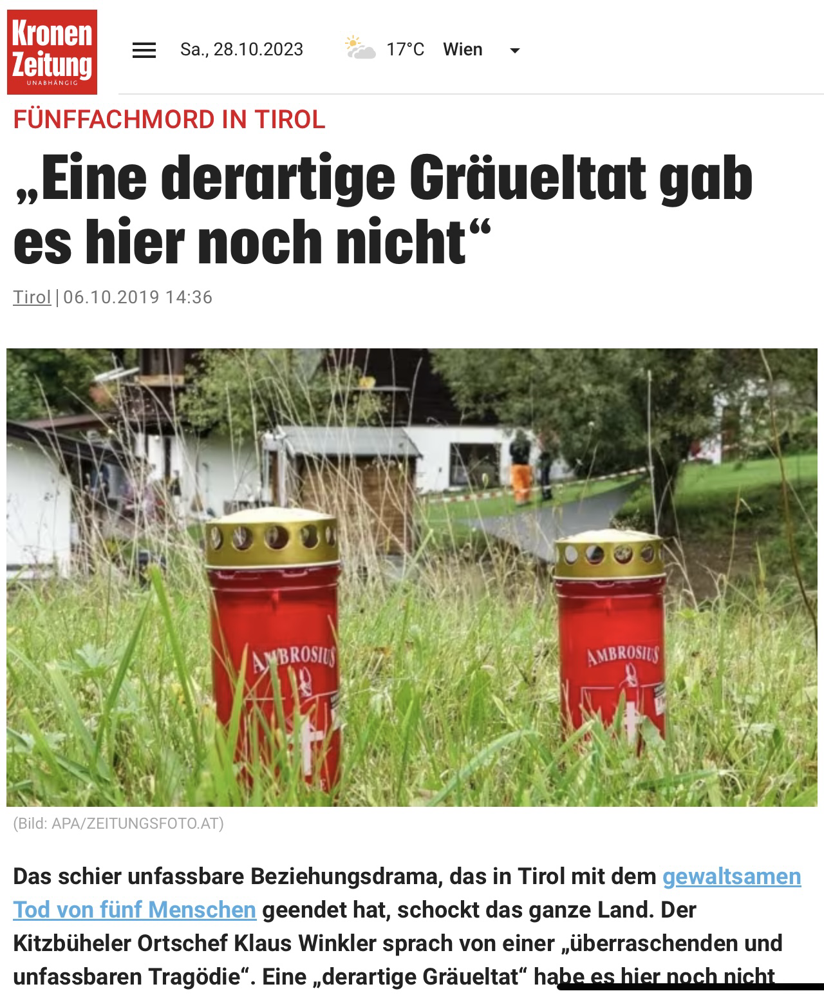 Kronen
Zeitung
UNABHÄNGIG
Sa., 28.10.2023
17°C Wien
FÜNFFACHMORD IN TIROL
„Eine derartige Gräueltat gab
es hier noch nicht“
Tirol | 06.10.2019 14:36
AMBROSIUS
AMBROSIUS
(Bild: APA/ZEITUNGSFOTO.AT)
Das schier unfassbare Beziehungsdrama, das in Tirol mit dem gewaltsamen
Tod von fünf Menschen geendet hat, schockt das ganze Land. Der
Kitzbüheler Ortschef Klaus Winkler sprach von einer „überraschenden und
unfassbaren Tragödie“. Eine „derartige Gräueltat“ habe es hier noch nicht